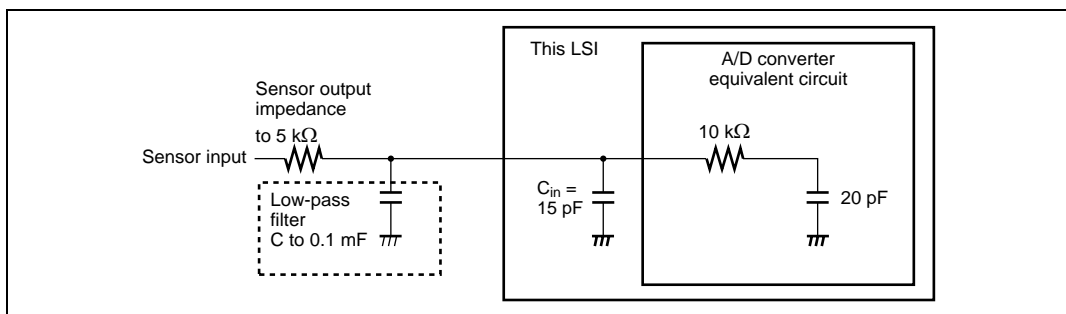 This LSI
A/D converter
equivalent circuit
Sensor output
impedance
to 5 kΩ
10 kΩ
Sensor input
Low-pass
filter
C to 0.1 mF
Cin =
15 pF
20 pF